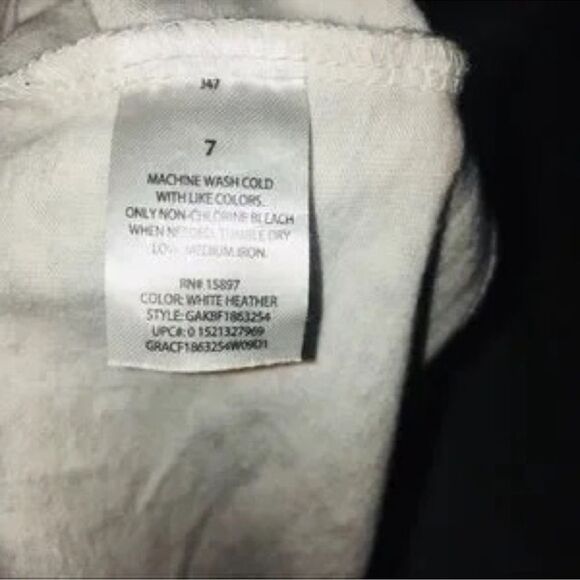 J47
7
MACHINE WASH COLD
WITH LIKE COLORS.
ONLY NON-CHLORINE BLEACH
WHEN NEEDED. TUMBLE DRY
LOW. MEDIUM IRON.
RN# 15897
COLOR: WHITE HEATHER
STYLE: GAKBF1863254
UPC#: 0 1521327969
GRACF1863254W09D1